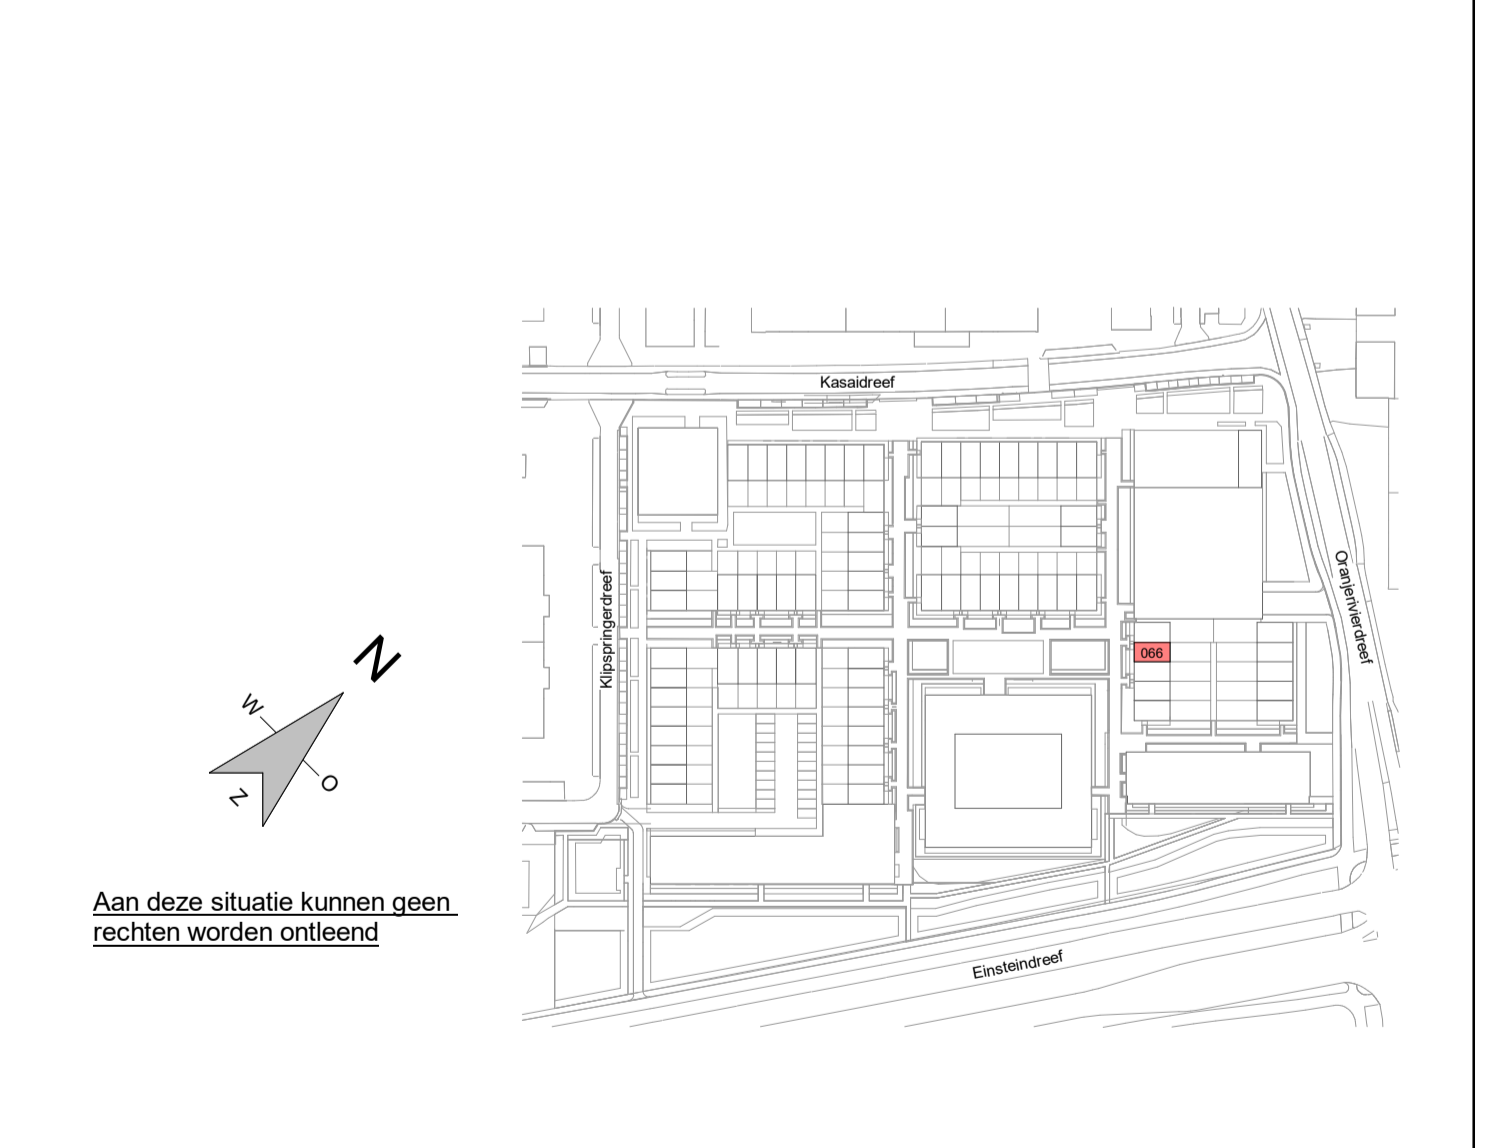 Kasaidreef
Klipspringerdreef
Oranjerivierdreef
066
N
W
O
Z
Aan deze situatie kunnen geen
rechten worden ontleend
Einsteindreef